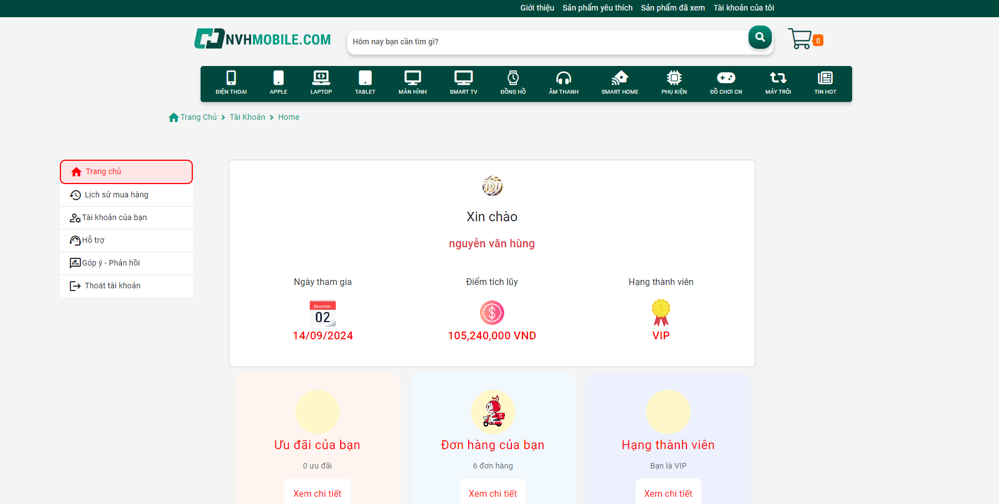 Giới thiệu Sản phẩm yêu thích Sản phẩm đã xem Tài khoản của tôi
NVHMOBILE.COM
Hôm nay bạn cần tìm gì?
0
ĐIỆN THOẠI APPLE LAPTOP TABLET MÀN HÌNH SMART TV ĐỒNG HỒ ÂM THANH SMART HOME PHỤ KIỆN ĐỒ CHƠI CN MÁY TRÔI TIN HOT
Trang Chủ Tài Khoản Home
Trang chủ
Lịch sử mua hàng
Tài khoản của bạn
Hỗ trợ
Góp ý - Phản hồi
Thoát tài khoản
Xin chào
nguyễn văn hùng
Ngày tham gia Điểm tích lũy Hạng thành viên
December
02
$
1
14/09/2024 105,240,000 VND VIP
S
Ưu đãi của bạn Đơn hàng của bạn Hạng thành viên
0 ưu đãi 6 đơn hàng Bạn là VIP
Xem chi tiết Xem chi tiết Xem chi tiết